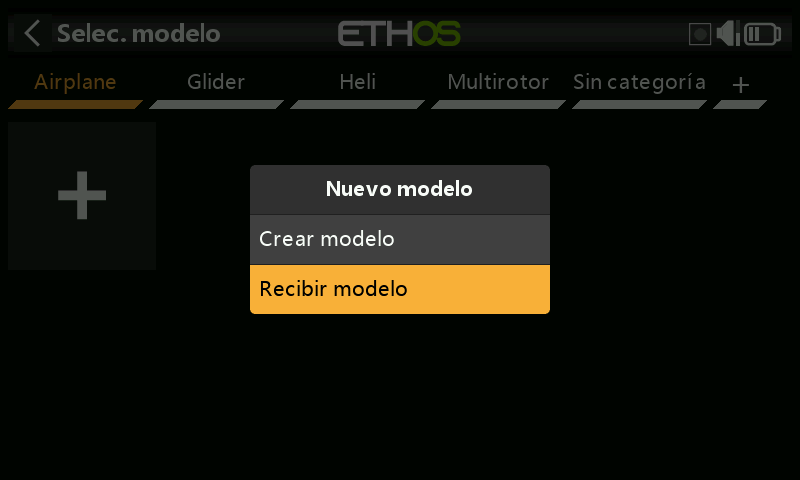 Selec. modelo
ETHOS
Airplane
Glider
Heli
Multirotor
Sin categoría
+
+
Nuevo modelo
Crear modelo
Recibir modelo